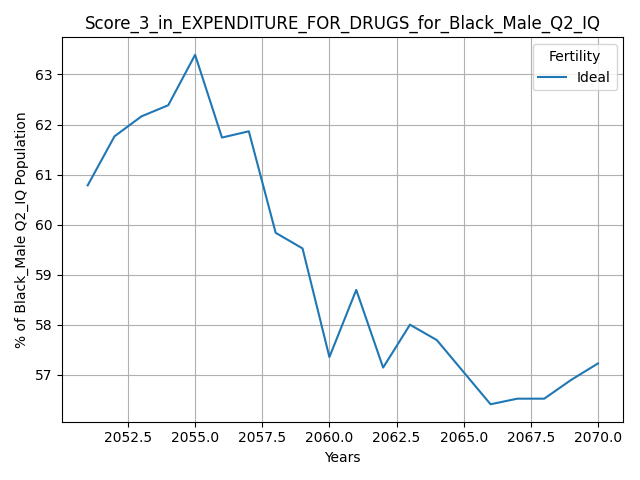 Score_3_in_EXPENDITURE_FOR_DRUGS_for_Black_Male_Q2_IQ
Fertility
Ideal
% of Black_Male Q2_IQ Population
63
62
61
60
59
58
57
2052.5 2055.0 2057.5 2060.0 2062.5 2065.0 2067.5 2070.0
Years